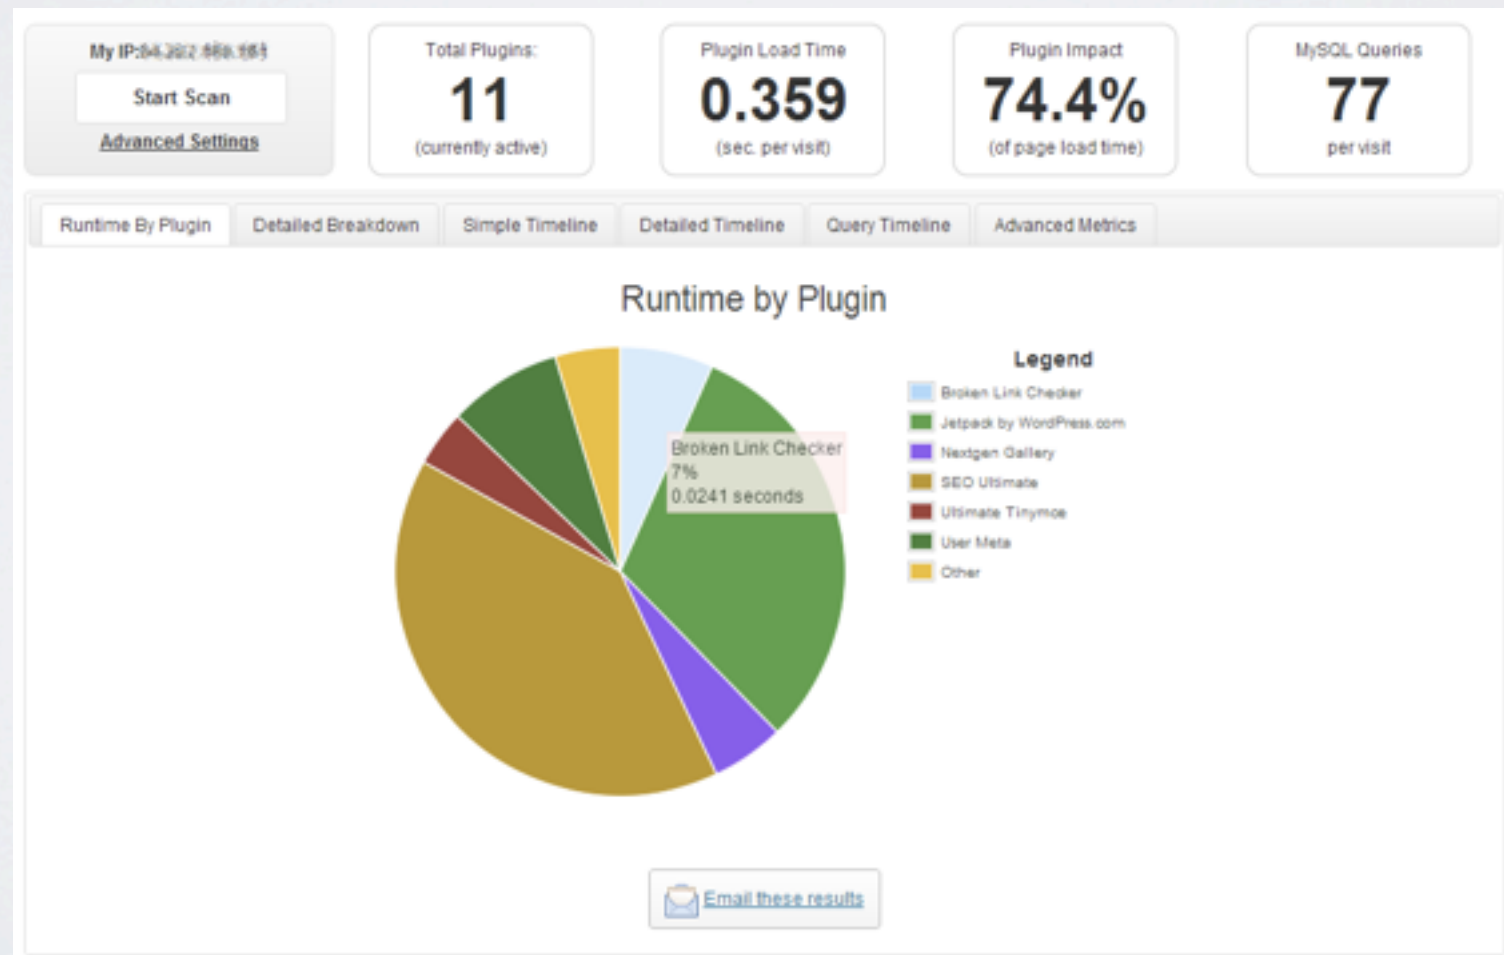 My IP:
Start Scan
Advanced Settings
Total Plugins:
11
(currently active)
Plugin Load Time
0.359
(sec. per visit)
Plugin Impact
74.4%
(of page load time)
MySQL Queries
77
per visit
Runtime By Plugin
Detailed Breakdown
Simple Timeline
Detailed Timeline
Query Timeline
Advanced Metrics
Runtime by Plugin
Broken Link Checker
7%
0.0241 seconds
Legend
Broken Link Checker
Jetpack by WordPress.com
Nextgen Gallery
SEO Ultimate
Ultimate Tinymce
User Meta
Other
Email these results